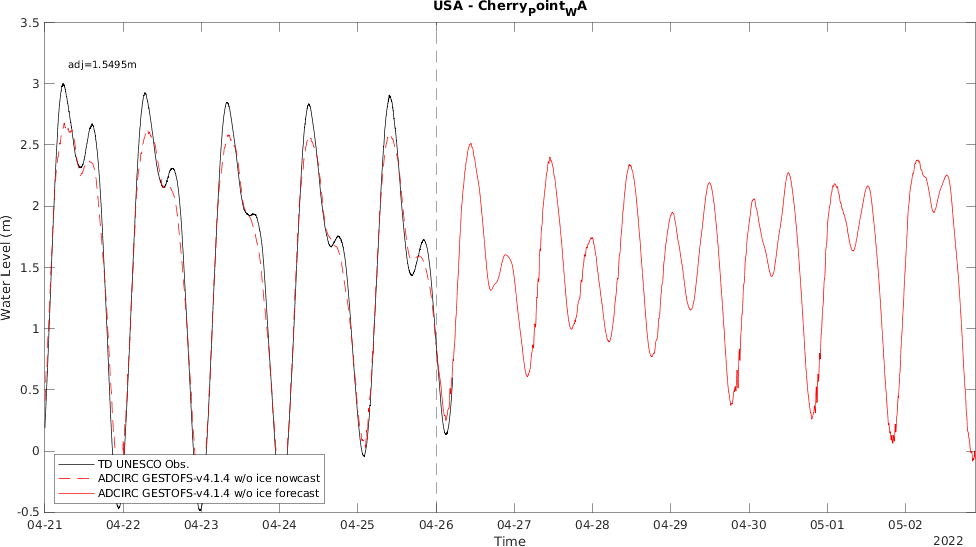 USA - Cherry_Point_WA
adj=1.5495m
3.5
3
2.5
2
1.5
1
0.5
0
-0.5
Water Level (m)
TD UNESCO Obs.
ADCIRC GESTOFS-v4.1.4 w/o ice nowcast
ADCIRC GESTOFS-v4.1.4 w/o ice forecast
04-21 04-22 04-23 04-24 04-25 04-26 04-27 04-28 04-29 04-30 05-01 05-02
Time
2022